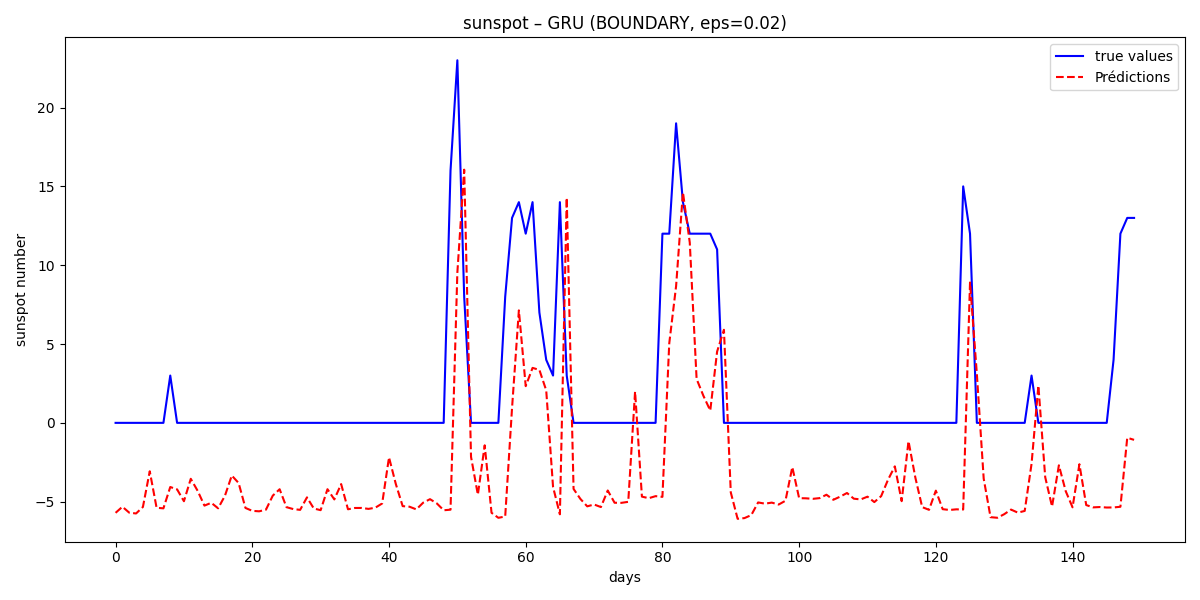 sunspot – GRU (BOUNDARY, eps=0.02)
true values
Prédictions
sunspot number
20
15
10
5
0
−5
0 20 40 60 80 100 120 140
days